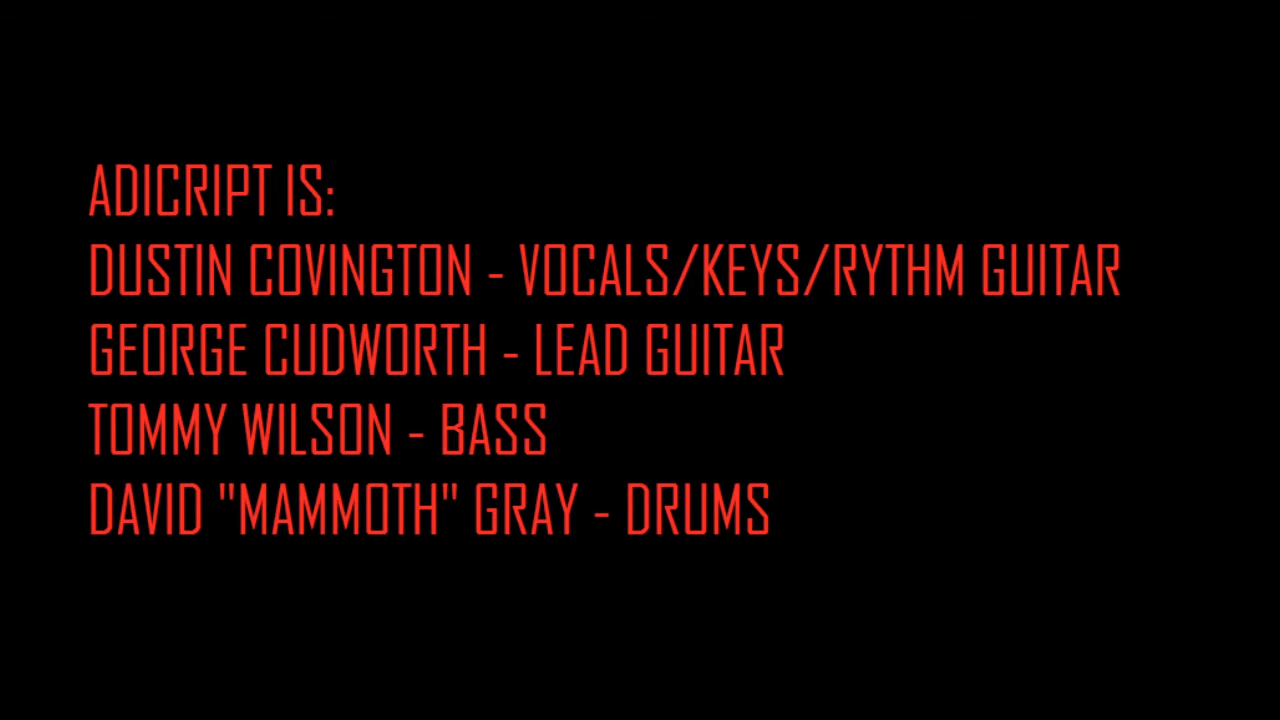 ADICRIPT IS:
DUSTIN COVINGTON - VOCALS/KEYS/RYTHM GUITAR
GEORGE CUDWORTH - LEAD GUITAR
TOMMY WILSON - BASS
DAVID "MAMMOTH" GRAY - DRUMS